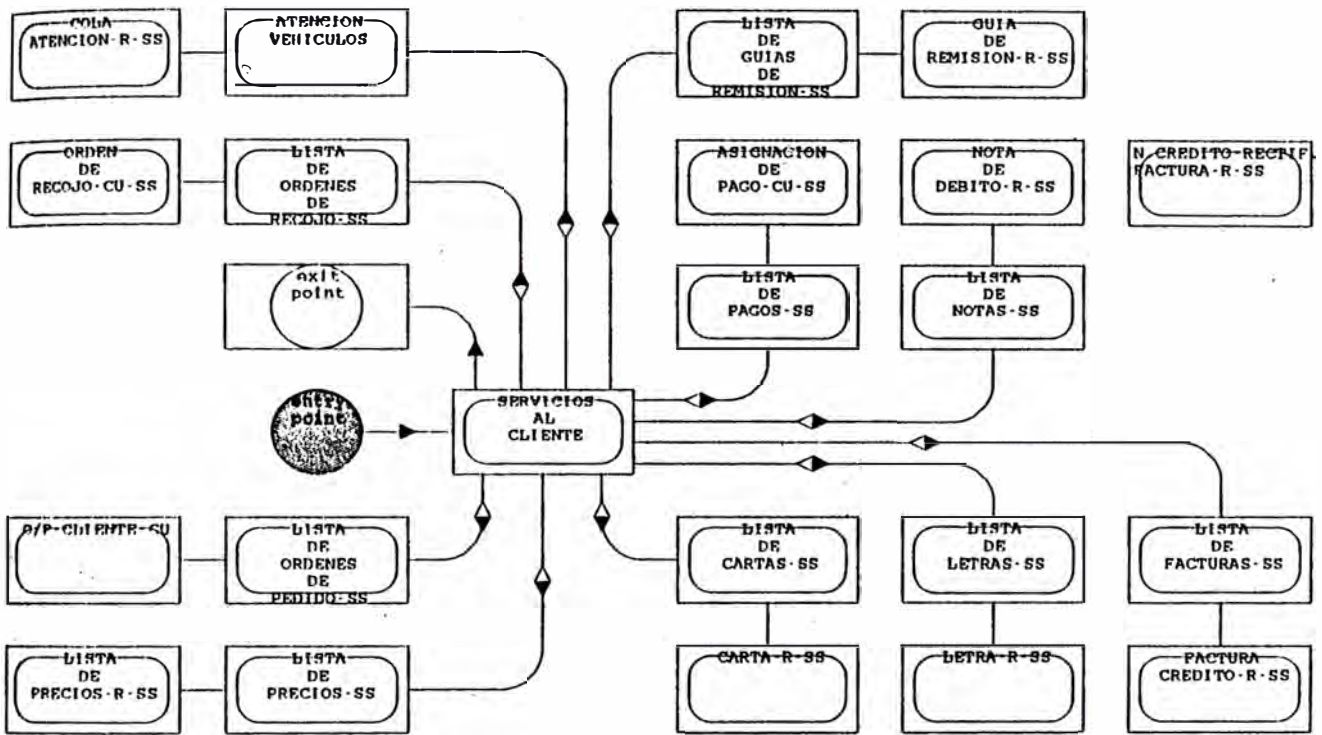 COLA
ATENCION-R-SS
ATENCION
VEHICULOS
LISTA
DE
GUIAS
DE
REMISION-SS
GUIA
DE
REMISION-R-SS
ORDEN
DE
RECOJO-CU-SS
LISTA
DE
ORDENES
DE
RECOJO-SS
ASIGNACION
DE
PAGO-CU-SS
NOTA
DE
DEBITO-R-SS
N CREDITO-RECTIF.
FACTURA-R-SS
exit
point
LISTA
DE
PAGOS-SS
LISTA
DE
NOTAS-SS
entry
point
SERVICIOS
AL
CLIENTE
O/P-CLIENTE-CU
LISTA
DE
ORDENES
DE
PEDIDO-SS
LISTA
DE
CARTAS-SS
LISTA
DE
LETRAS-SS
LISTA
DE
FACTURAS-SS
LISTA
DE
PRECIOS-R-SS
LISTA
DE
PRECIOS-SS
CARTA-R-SS
LETRA-R-SS
FACTURA
CREDITO-R-SS